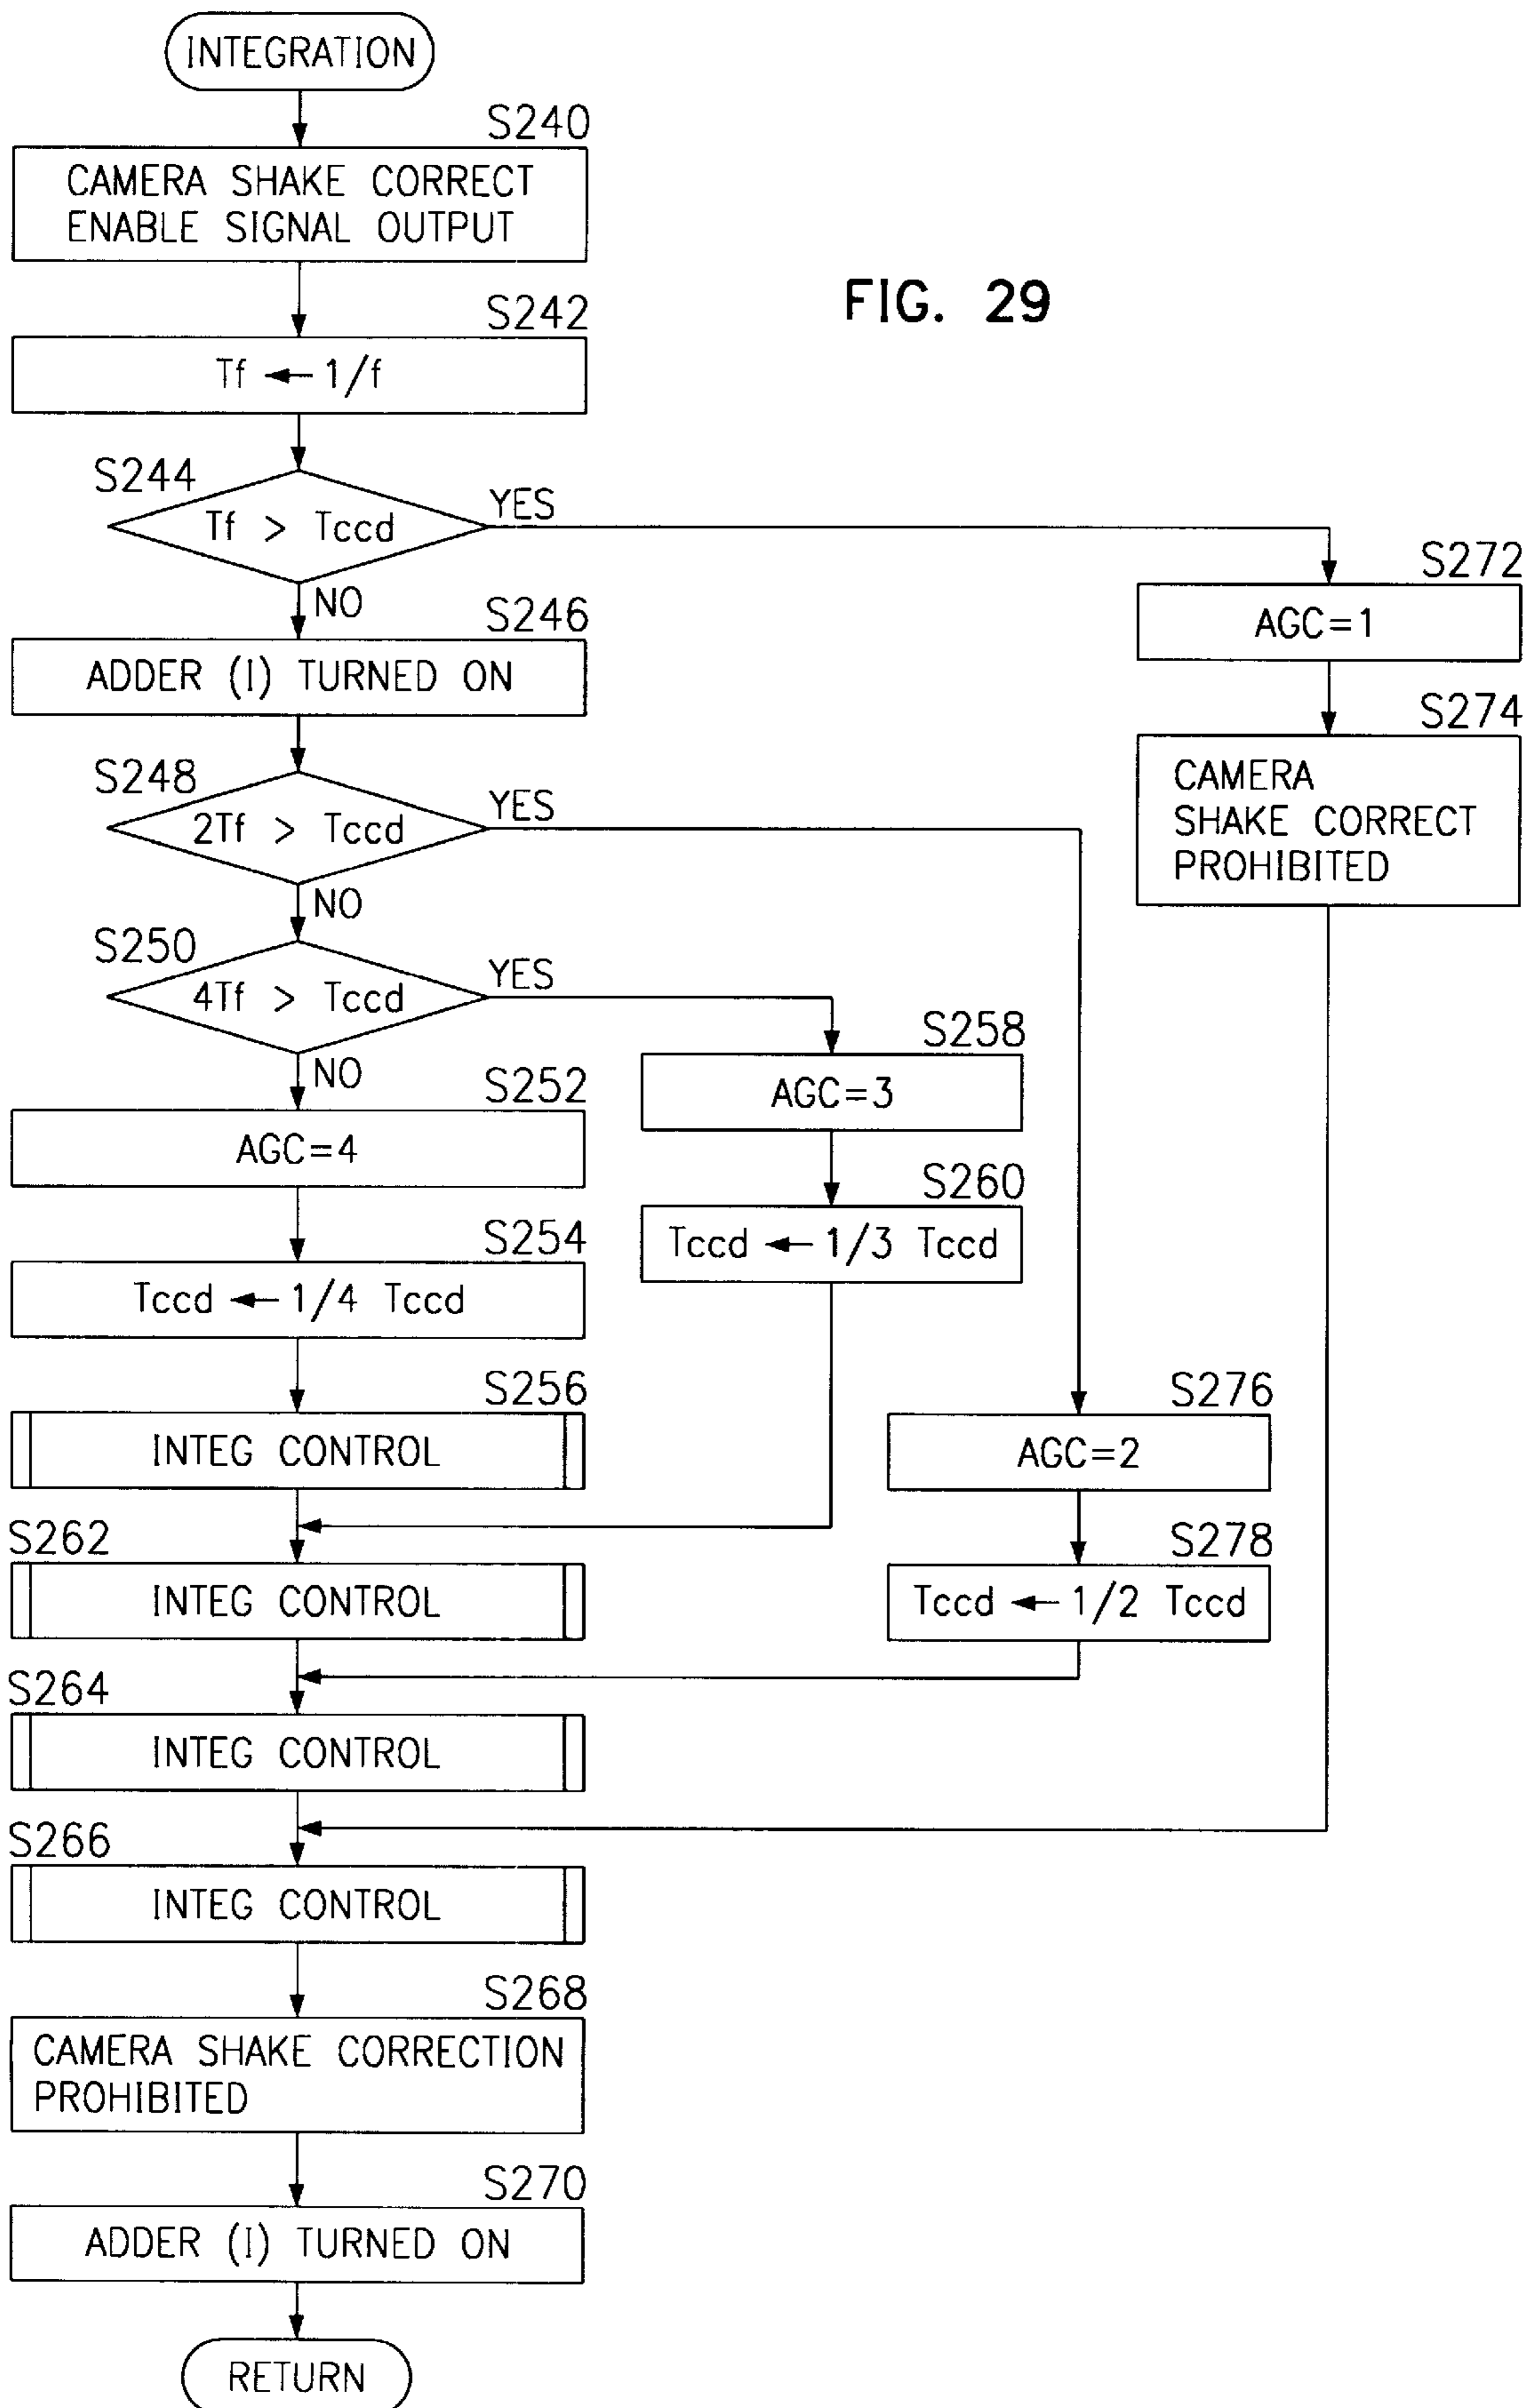 INTEGRATION
S240
CAMERA SHAKE CORRECT
ENABLE SIGNAL OUTPUT
FIG. 29
S242
Tf ← 1/f
S244
Tf > Tccd
YES
NO
S272
AGC=1
S246
ADDER (I) TURNED ON
S274
CAMERA
SHAKE CORRECT
PROHIBITED
S248
2Tf > Tccd
YES
NO
S250
4Tf > Tccd
YES
NO
S258
AGC=3
S252
AGC=4
S260
Tccd ← 1/3 Tccd
S254
Tccd ← 1/4 Tccd
S256
INTEG CONTROL
S276
AGC=2
S262
INTEG CONTROL
S278
Tccd ← 1/2 Tccd
S264
INTEG CONTROL
S266
INTEG CONTROL
S268
CAMERA SHAKE CORRECTION
PROHIBITED
S270
ADDER (I) TURNED ON
RETURN